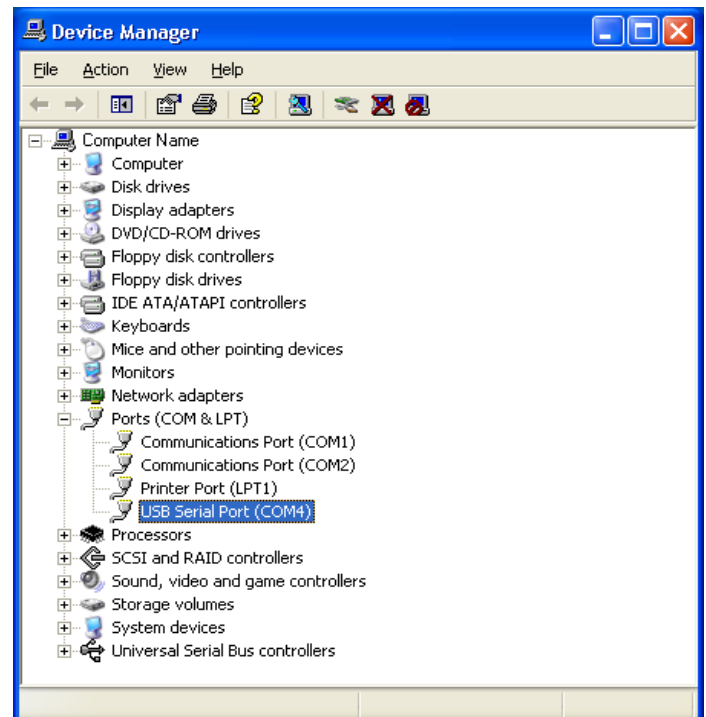 Device Manager
File Action View Help
Computer Name
Computer
Disk drives
Display adapters
DVD/CD-ROM drives
Floppy disk controllers
Floppy disk drives
IDE ATA/ATAPI controllers
Keyboards
Mice and other pointing devices
Monitors
Network adapters
Ports (COM & LPT)
Communications Port (COM1)
Communications Port (COM2)
Printer Port (LPT1)
USB Serial Port (COM4)
Processors
SCSI and RAID controllers
Sound, video and game controllers
Storage volumes
System devices
Universal Serial Bus controllers